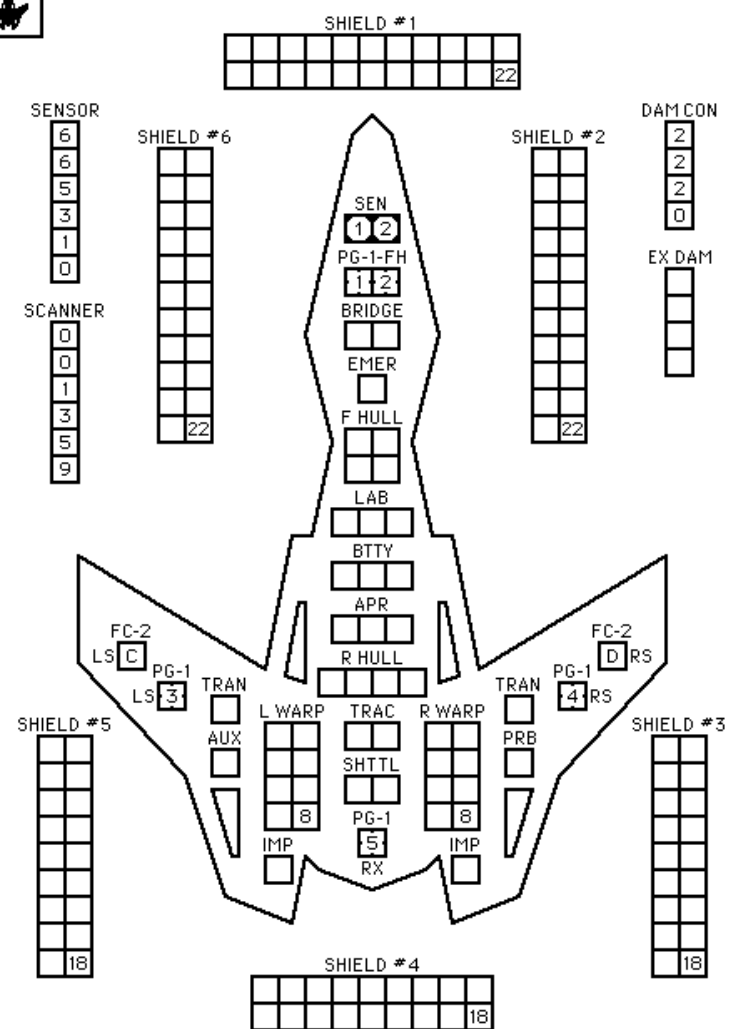 SHIELD #1
22
SENSOR
6
6
5
3
1
0
SHIELD #6
22
SHIELD #2
22
DAM CON
2
2
2
0
EX DAM
SCANNER
0
0
1
3
5
9
SEN
1 2
PG-1-FH
1 2
BRIDGE
EMER
F HULL
LAB
BTTY
APR
R HULL
FC-2
LS C
PG-1
LS 3
FC-2
D RS
PG-1
4 RS
TRAN
TRAN
L WARP
8
TRAC
R WARP
8
AUX
PRB
SHTTL
PG-1
5
RX
IMP
IMP
SHIELD #5
18
SHIELD #3
18
SHIELD #4
18